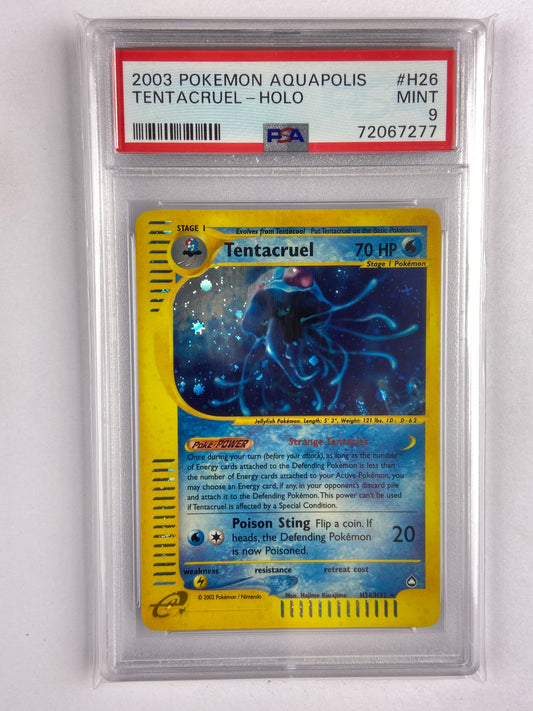 2003 POKEMON AQUAPOLIS #H26
TENTACRUEL - HOLO MINT
9
PSA 72067277
STAGE 1 Evolves from Tentacool Put Tentacruel on the Basic Pokémon.
Tentacruel 70 HP
Stage 1 Pokémon
Jellyfish Pokémon. Length: 5' 3", Weight: 121 lbs. ID: D-62
Poké-POWER Strange Tentacles
Once during your turn (before your attack), as long as the number
of Energy cards attached to the Defending Pokémon is less than
the number of Energy cards attached to your Active Pokémon, you
may choose an Energy card, if any, in your opponent's discard pile
and attach it to the Defending Pokémon. This power can't be used
if Tentacruel is affected by a Special Condition.
Poison Sting Flip a coin. If
heads, the Defending Pokémon 20
is now Poisoned.
weakness resistance retreat cost
© 2002 Pokémon / Nintendo
Illus. Hajime Kusajima